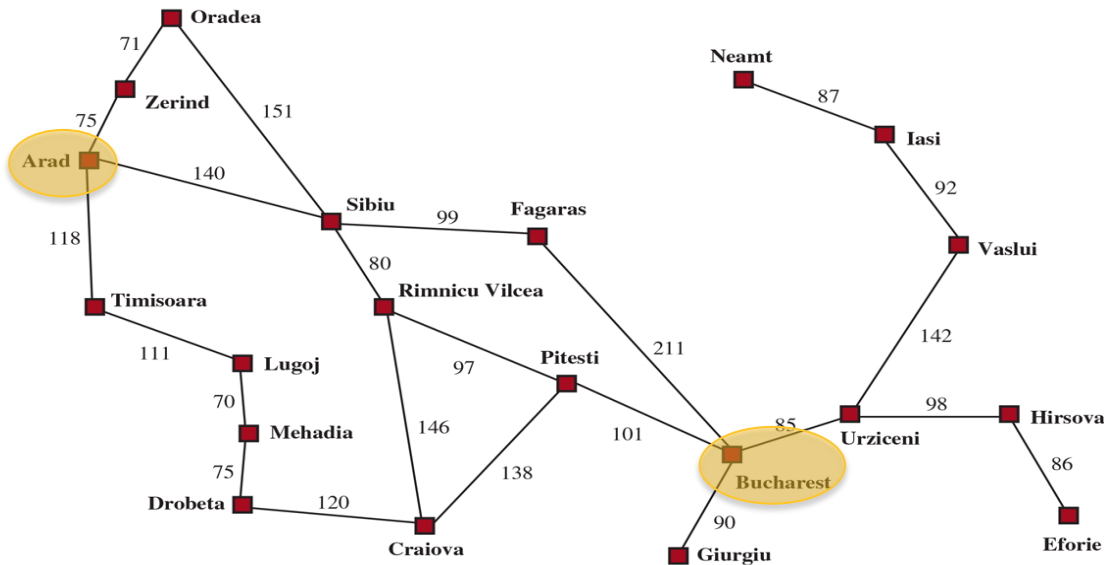 Oradea
71
Neamt
Zerind
87
151
75
Iasi
Arad
140
92
Sibiu
Fagaras
99
118
Vaslui
80
Timisoara
Rimnicu Vilcea
142
111
211
Pitesti
Lugoj
97
70
98
Hirsova
146
101
85
Urziceni
Mehadia
86
75
138
Bucharest
Drobeta
120
90
Craiova
Giurgiu
Eforie